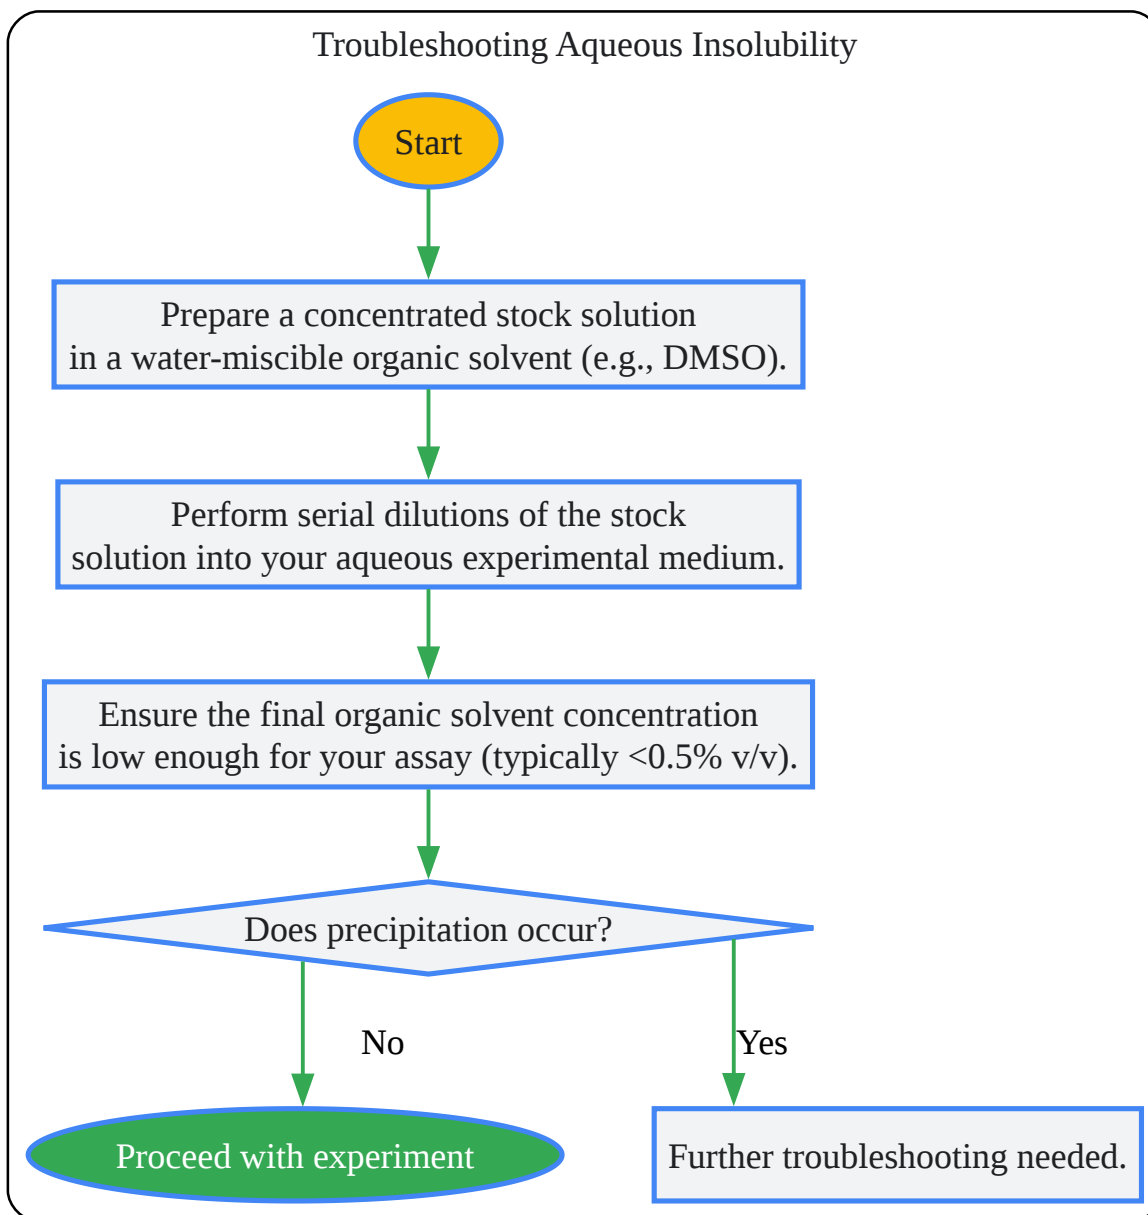 Troubleshooting Aqueous Insolubility
Start
Prepare a concentrated stock solution
in a water-miscible organic solvent (e.g., DMSO).
Perform serial dilutions of the stock
solution into your aqueous experimental medium.
Ensure the final organic solvent concentration
is low enough for your assay (typically <0.5% v/v).
Does precipitation occur?
No
Yes
Proceed with experiment
Further troubleshooting needed.